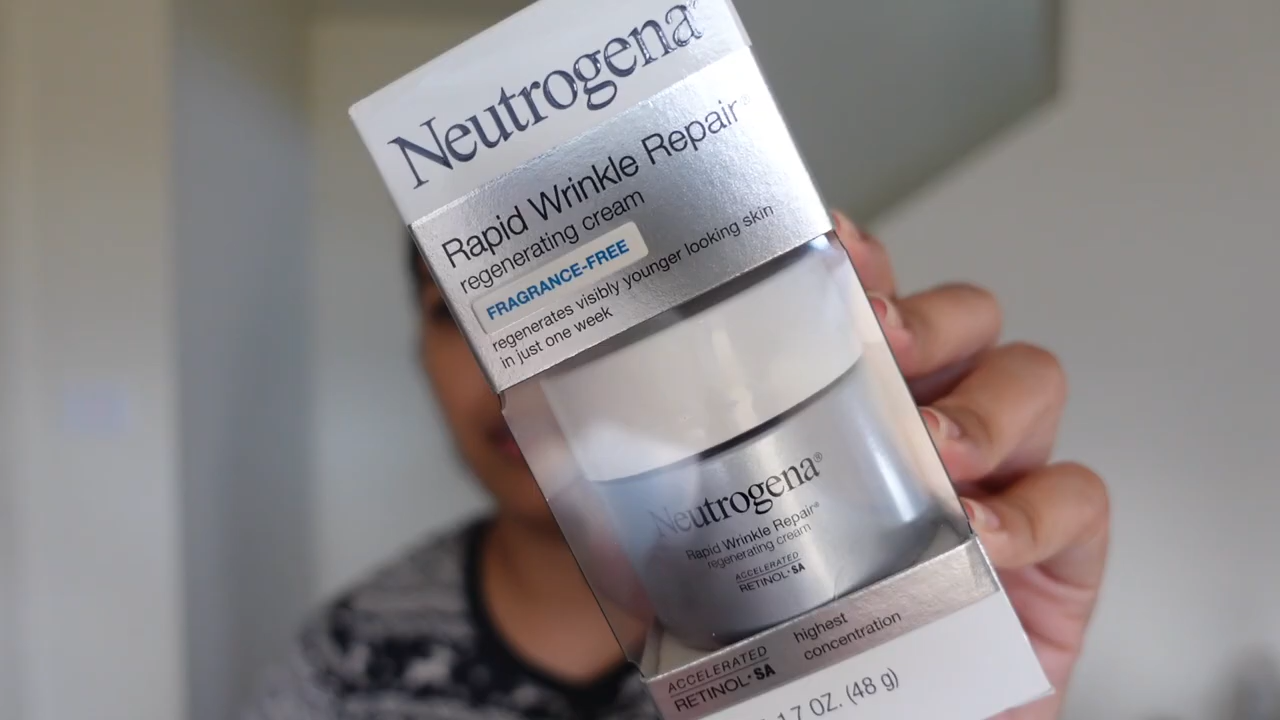 Neutrogena®
Rapid Wrinkle Repair®
regenerating cream
FRAGRANCE-FREE
regenerates visibly younger looking skin
in just one week
Neutrogena®
Rapid Wrinkle Repair®
regenerating cream
ACCELERATED
RETINOL·SA
ACCELERATED
RETINOL·SA
highest
concentration
1.7 OZ. (48 g)